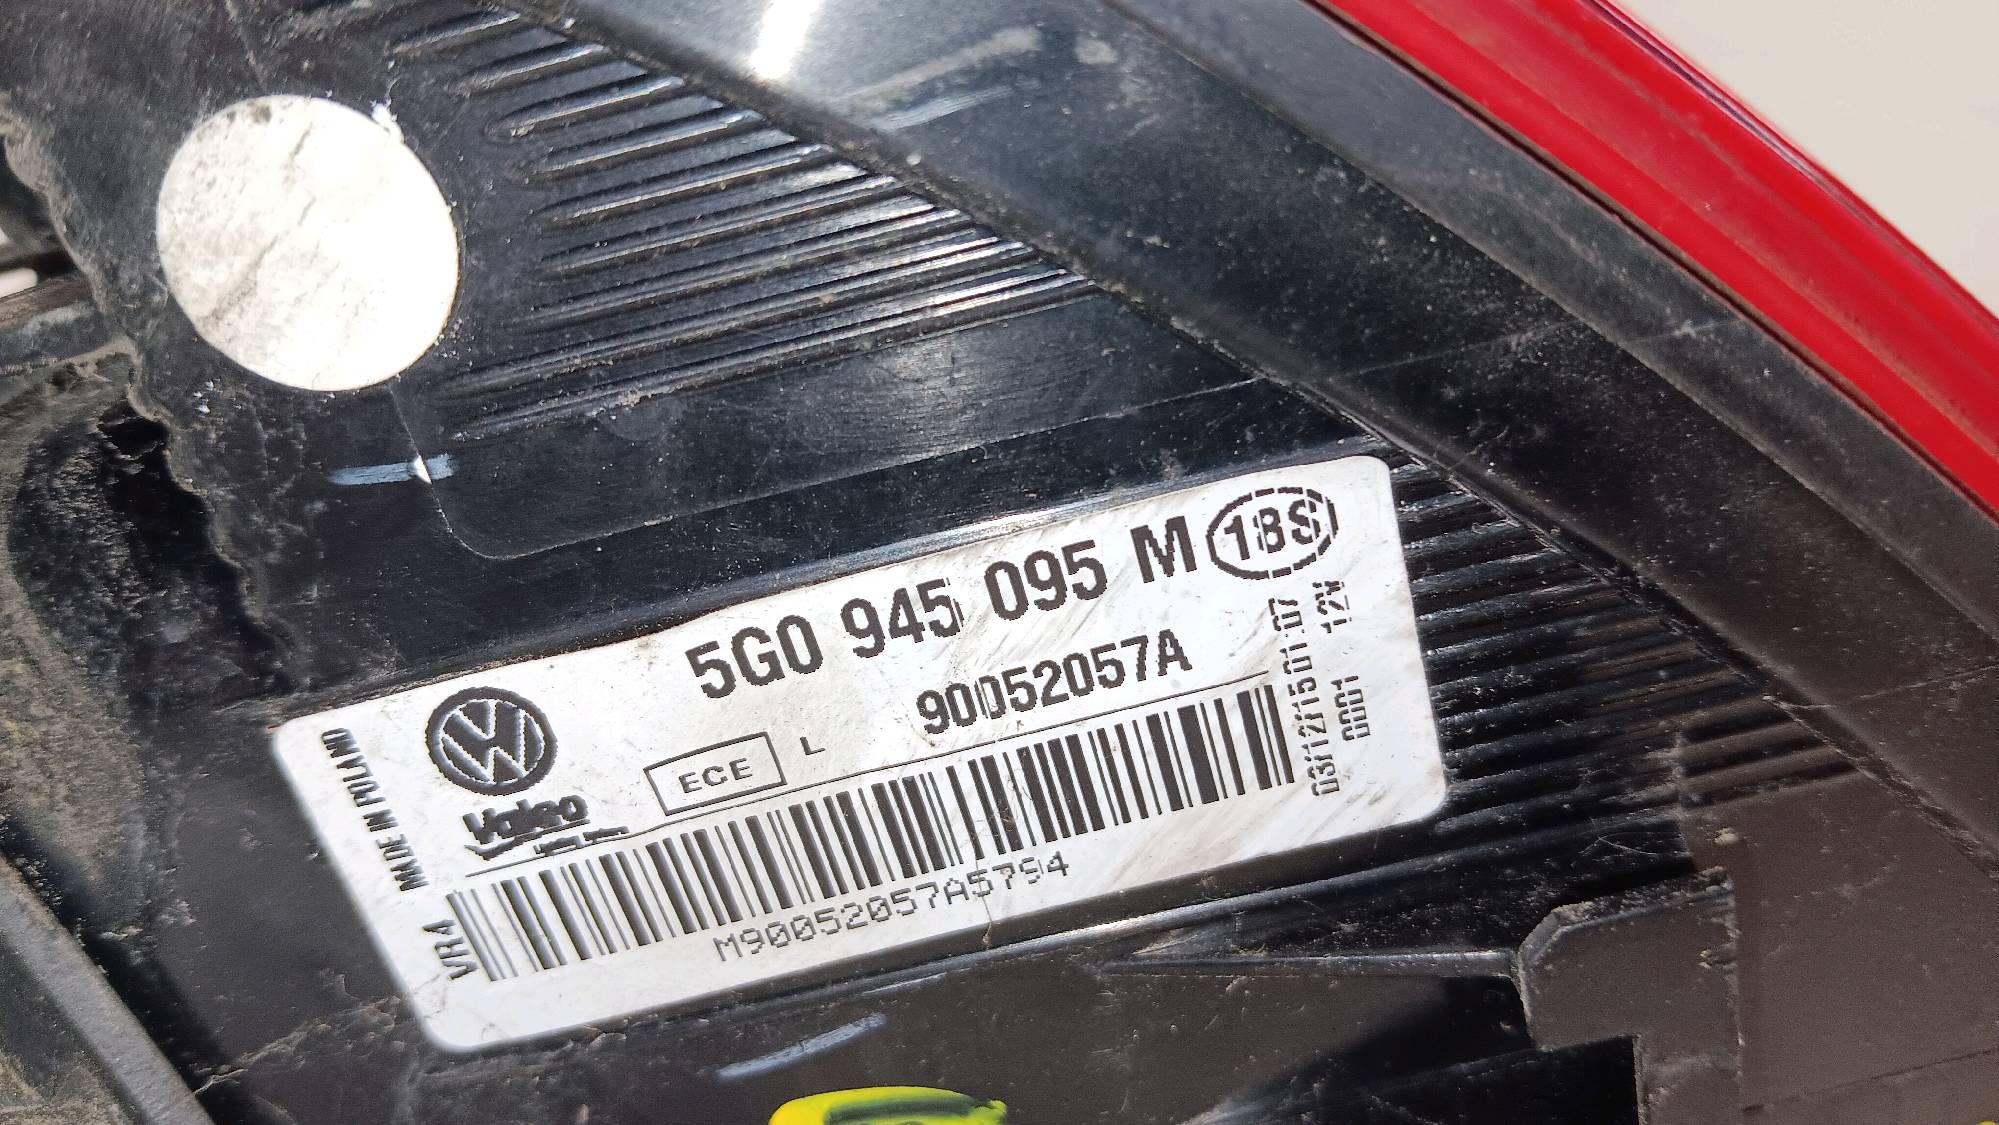 5G0 945 095 M 18S
90052057A
ECE L
Valeo
MADE IN POLAND
VR4
M90052057A5794
03/12/15 01:07
0001 12V